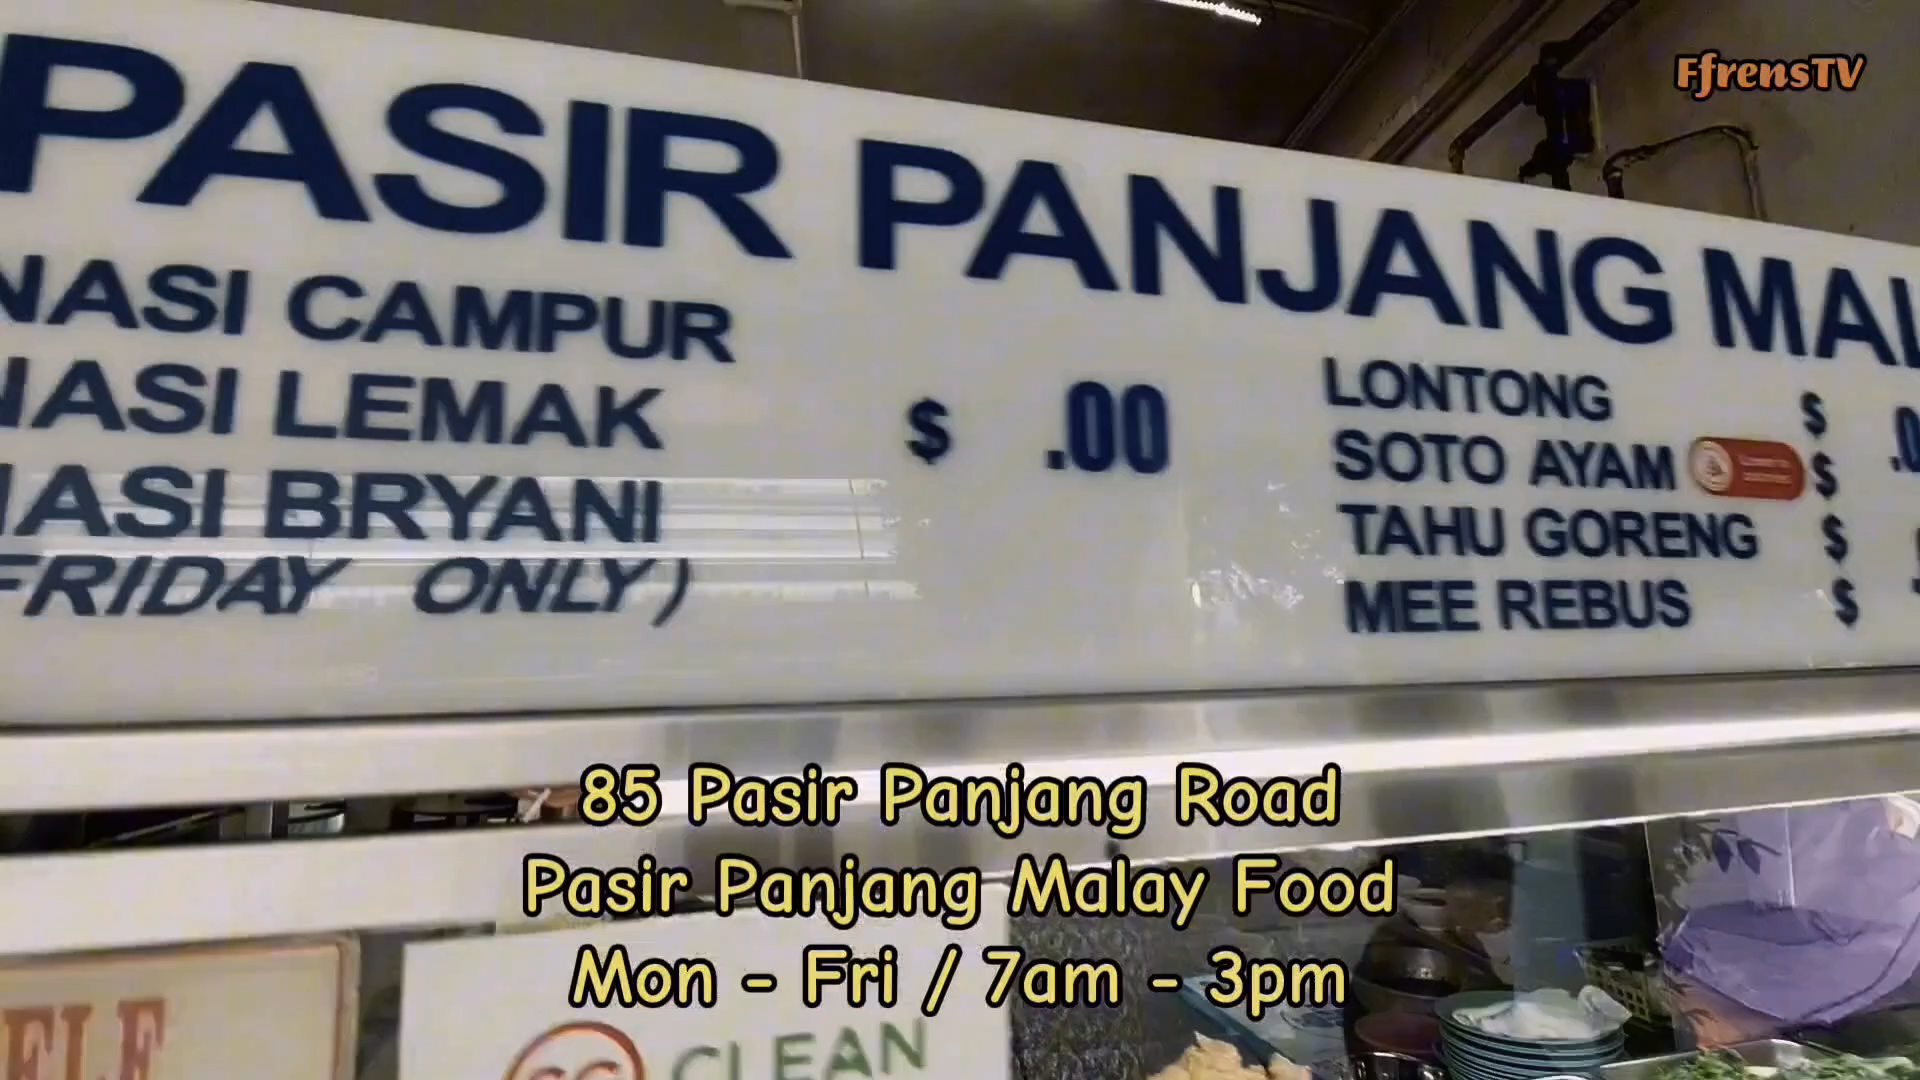 FfrensTV
PASIR PANJANG
NASI CAMPUR
NASI LEMAK $ .00
NASI BRYANI
FRIDAY ONLY)
LONTONG $
SOTO AYAM $
TAHU GORENG $
MEE REBUS $
85 Pasir Panjang Road
Pasir Panjang Malay Food
Mon - Fri / 7am - 3pm
CLEAN